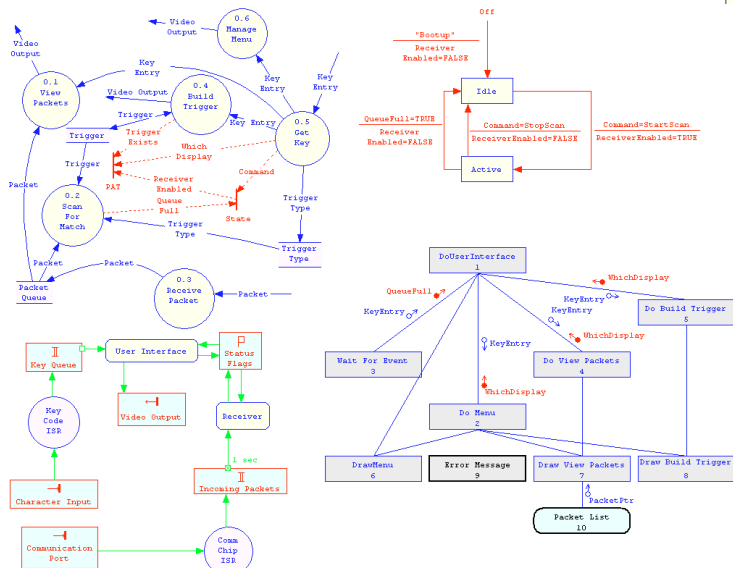 Video
Output
0.1
View
Packets
Video
Output
0.6
Manage
Menu
Key
Entry
Key
Entry
Key
Entry
Video Output
0.4
Build
Trigger
Key Entry
0.5
Get
Key
Trigger
Trigger
Trigger
Exists
Which
Display
Command
PAT
Receiver
Enabled
Queue
Full
State
Trigger
Type
Packet
0.2
Scan
For
Match
Trigger
Type
Trigger
Type
Packet
Packet
Packet
Queue
0.3
Receive
Packet
Packet
Off
"Bootup"
Receiver
Enabled=FALSE
Idle
QueueFull=TRUE
Receiver
Enabled=FALSE
Command=StopScan
ReceiverEnabled=FALSE
Command=StartScan
ReceiverEnabled=TRUE
Active
Key Queue
User Interface
Status
Flags
Video Output
Key
Code
ISR
Receiver
1 sec
Incoming Packets
Character Input
Communication
Port
Comm
Chip
ISR
DoUserInterface
1
WhichDisplay
QueueFull
KeyEntry
KeyEntry
KeyEntry
Do Build Trigger
5
KeyEntry
WhichDisplay
Wait For Event
3
Do View Packets
4
WhichDisplay
Do Menu
2
DrawMenu
6
Error Message
9
Draw View Packets
7
Draw Build Trigger
8
PacketPtr
Packet List
10